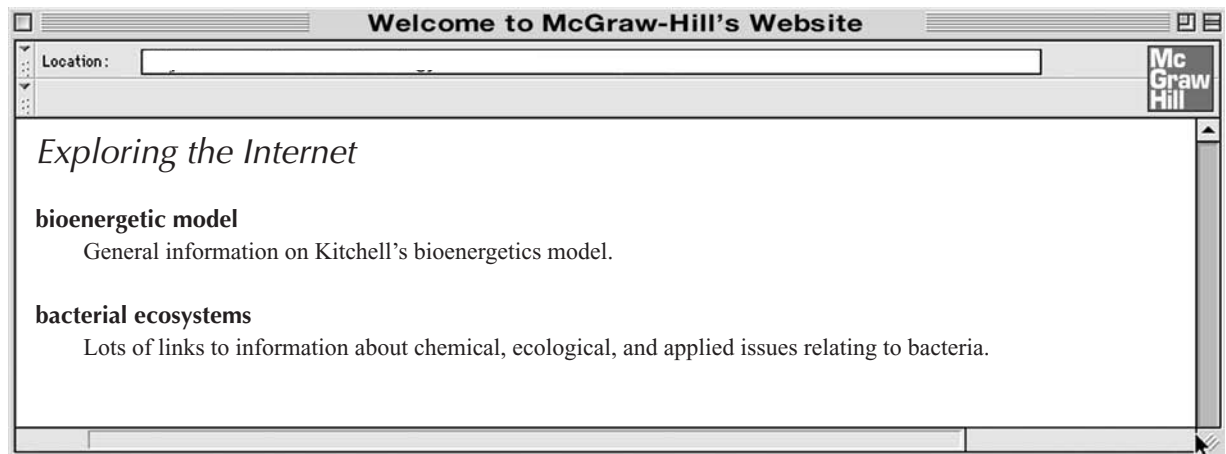 Welcome to McGraw-Hill's Website
Location:
Mc
Graw
Hill
Exploring the Internet
bioenergetic model
General information on Kitchell's bioenergetics model.
bacterial ecosystems
Lots of links to information about chemical, ecological, and applied issues relating to bacteria.